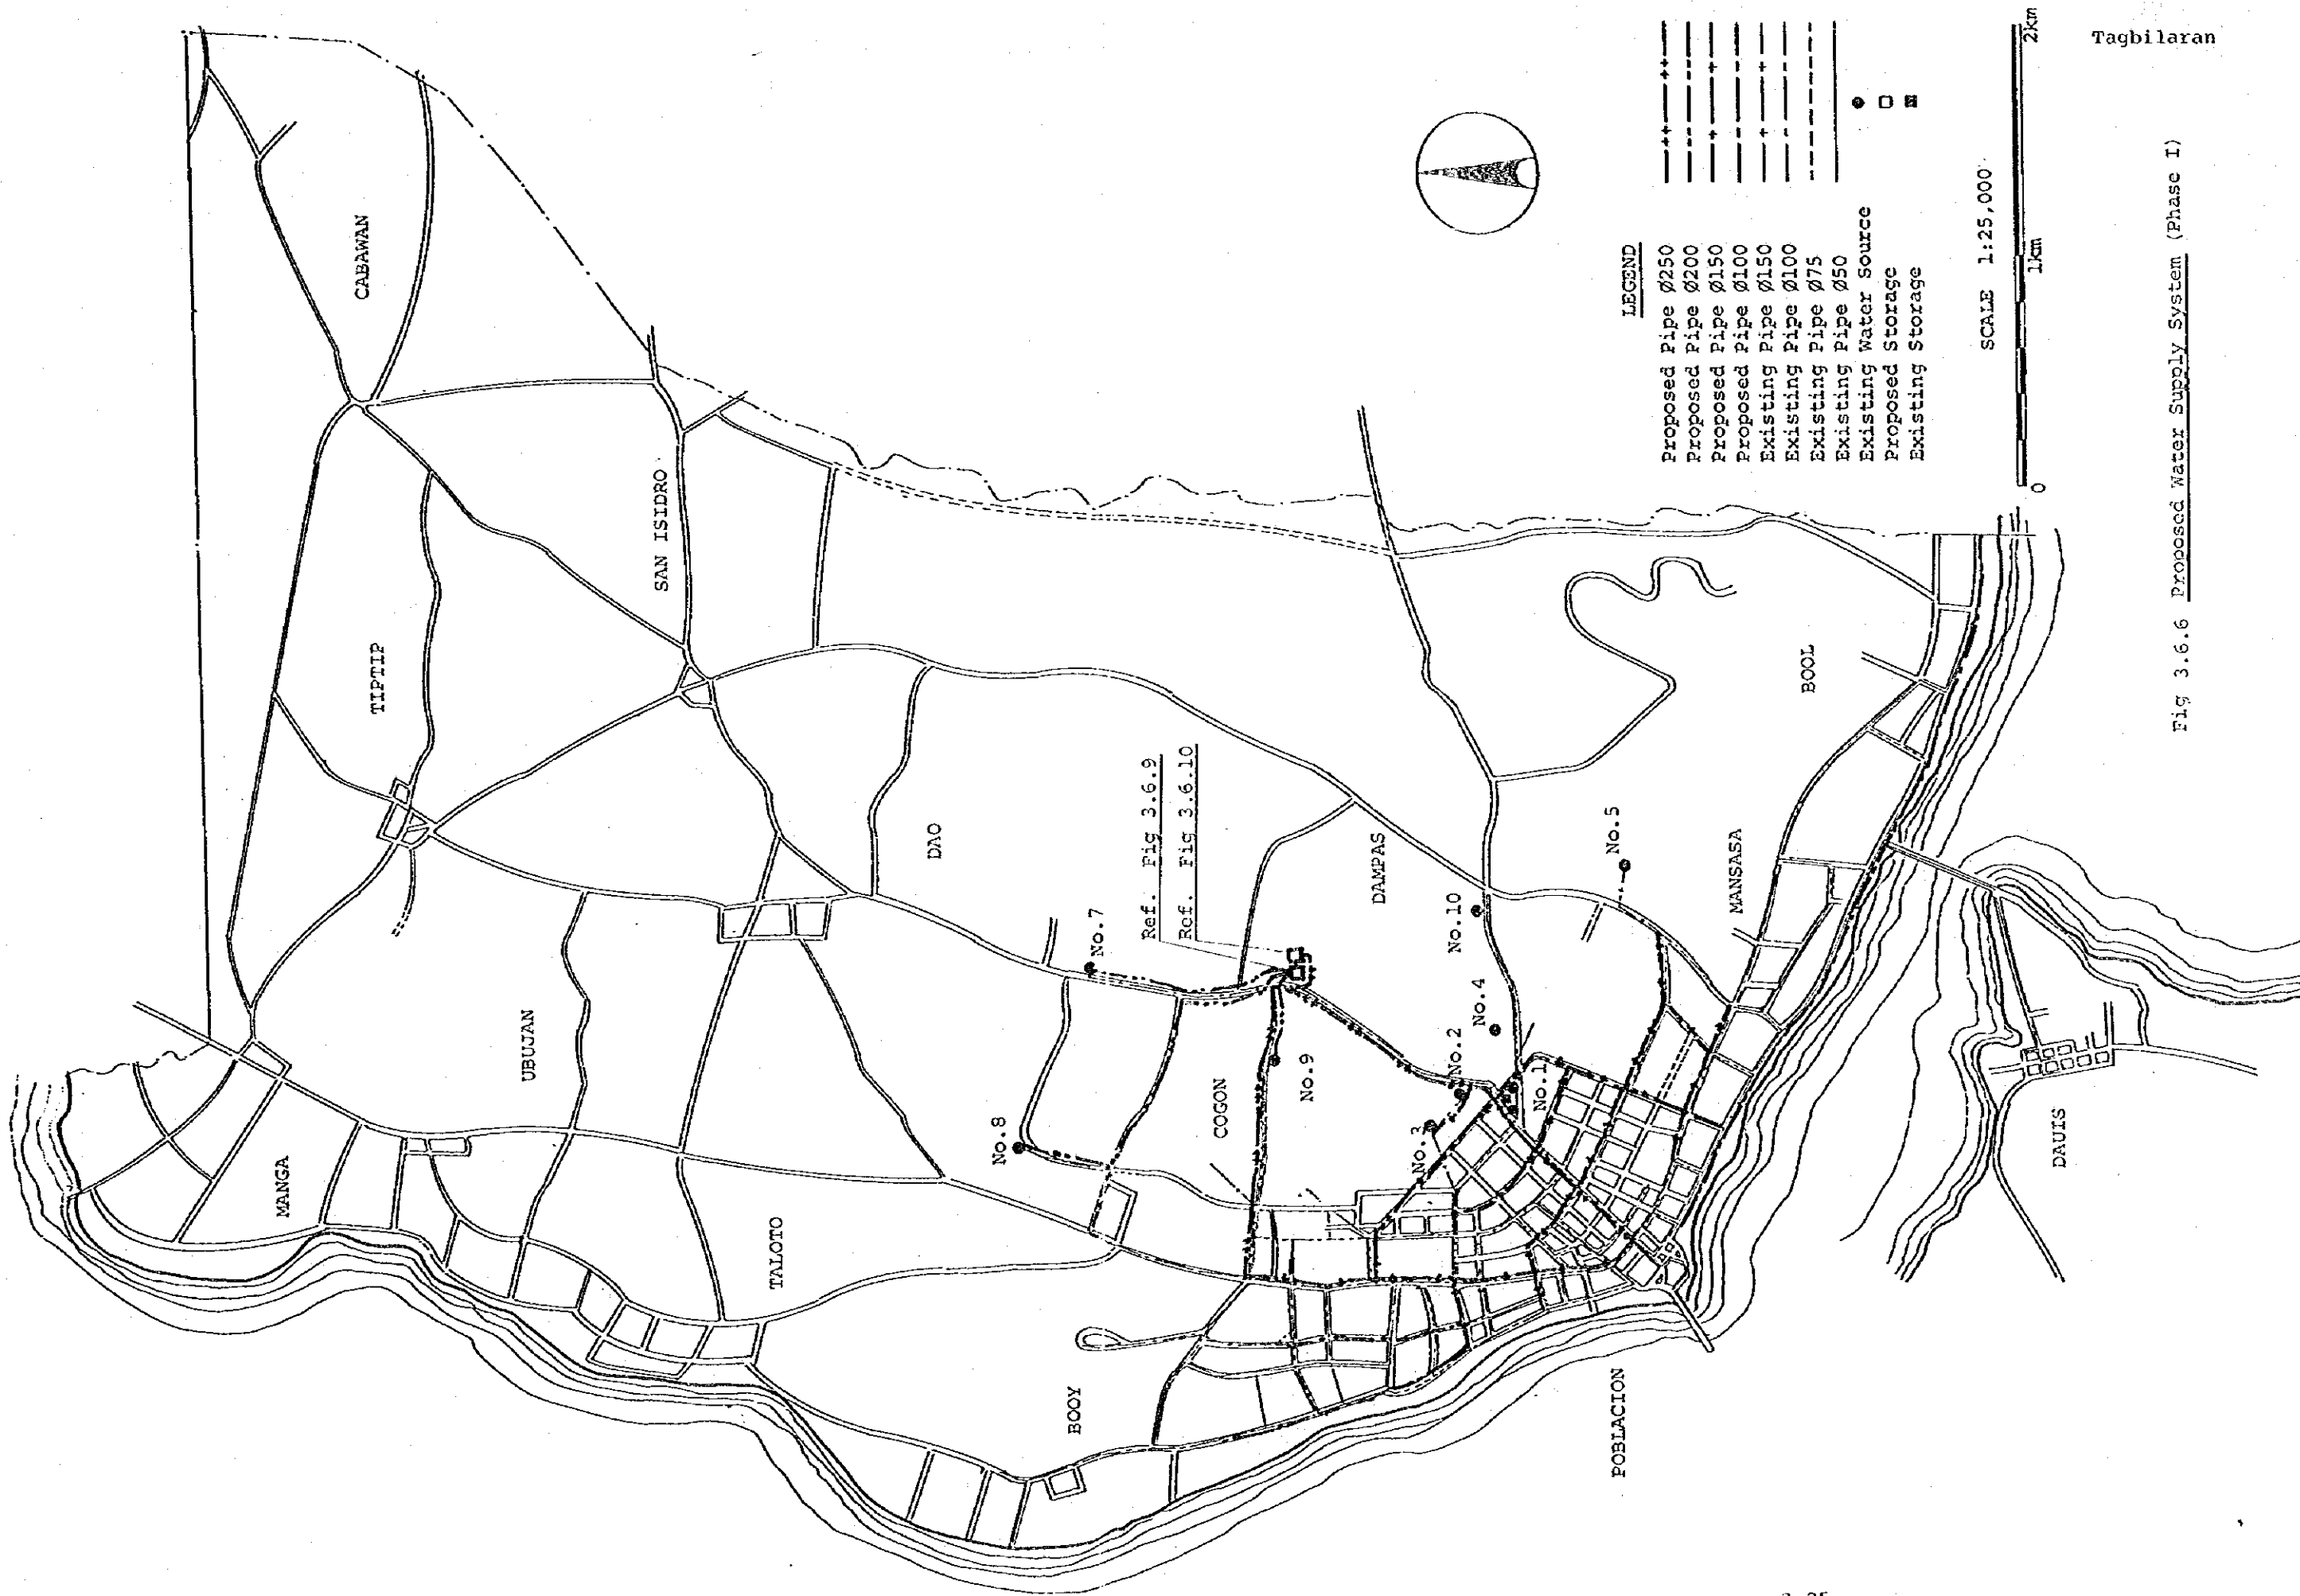 Tagbilaran
CABAWAN
TIPTIP
SAN ISIDRO
UBUJAN
MANGA
DAO
TALOTO
BOOY
COGON
DAMPAS
BOOL
MANSASA
POBLACION
DAUIS
No.7
No.8
No.9
No.10
No.5
No.4
No.2
No.3
No.1
Ref. Fig 3.6.9
Ref. Fig 3.6.10
LEGEND
Proposed Pipe Ø250
Proposed Pipe Ø200
Proposed Pipe Ø150
Proposed Pipe Ø100
Existing Pipe Ø150
Existing Pipe Ø100
Existing Pipe Ø75
Existing Pipe Ø50
Existing Water Source
Proposed Storage
Existing Storage
SCALE 1:25,000
0 1km 2km
Fig 3.6.6 Proposed Water Supply System (Phase I)